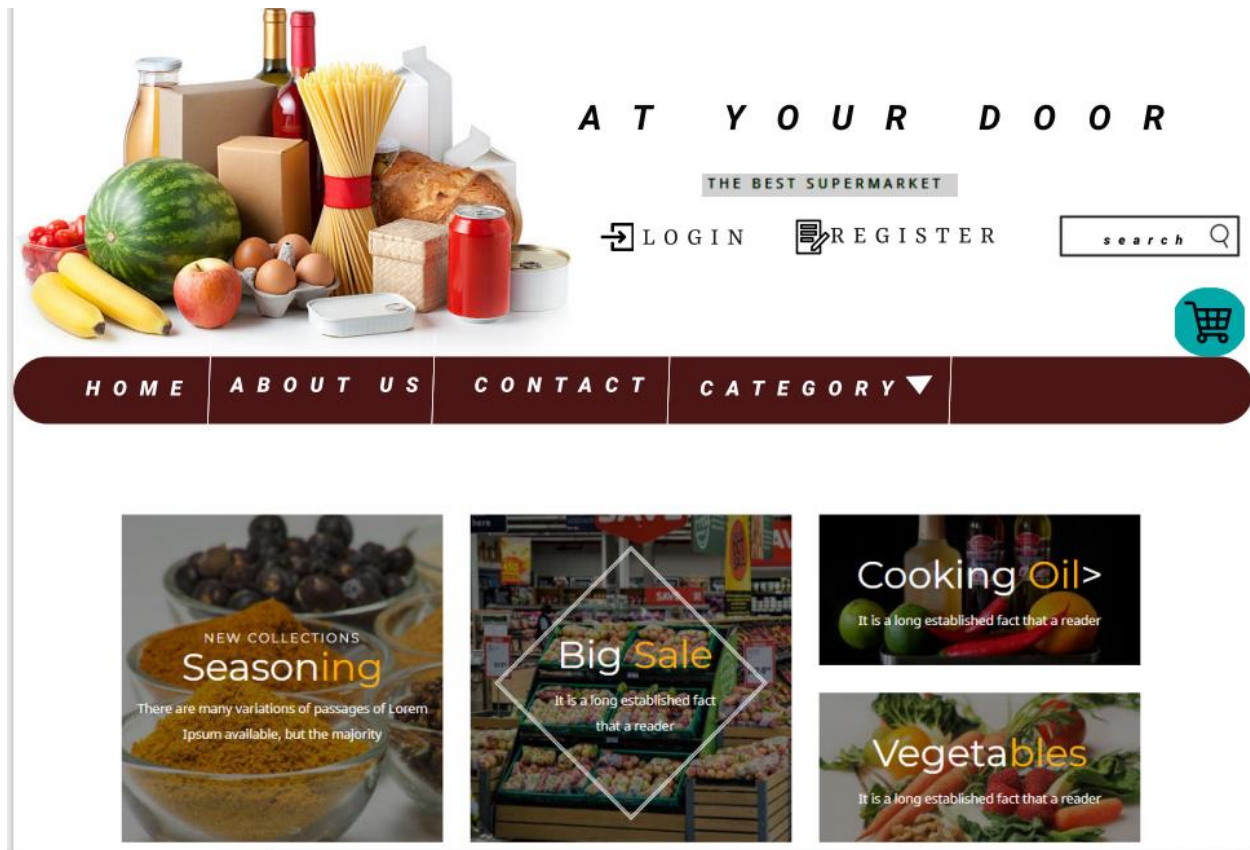 AT YOUR DOOR
THE BEST SUPERMARKET
LOGIN
REGISTER
search
HOME
ABOUT US
CONTACT
CATEGORY
NEW COLLECTIONS
Seasoning
There are many variations of passages of Lorem
Ipsum available, but the majority
Big Sale
It is a long established fact
that a reader
Cooking Oil>
It is a long established fact that a reader
Vegetables
It is a long established fact that a reader